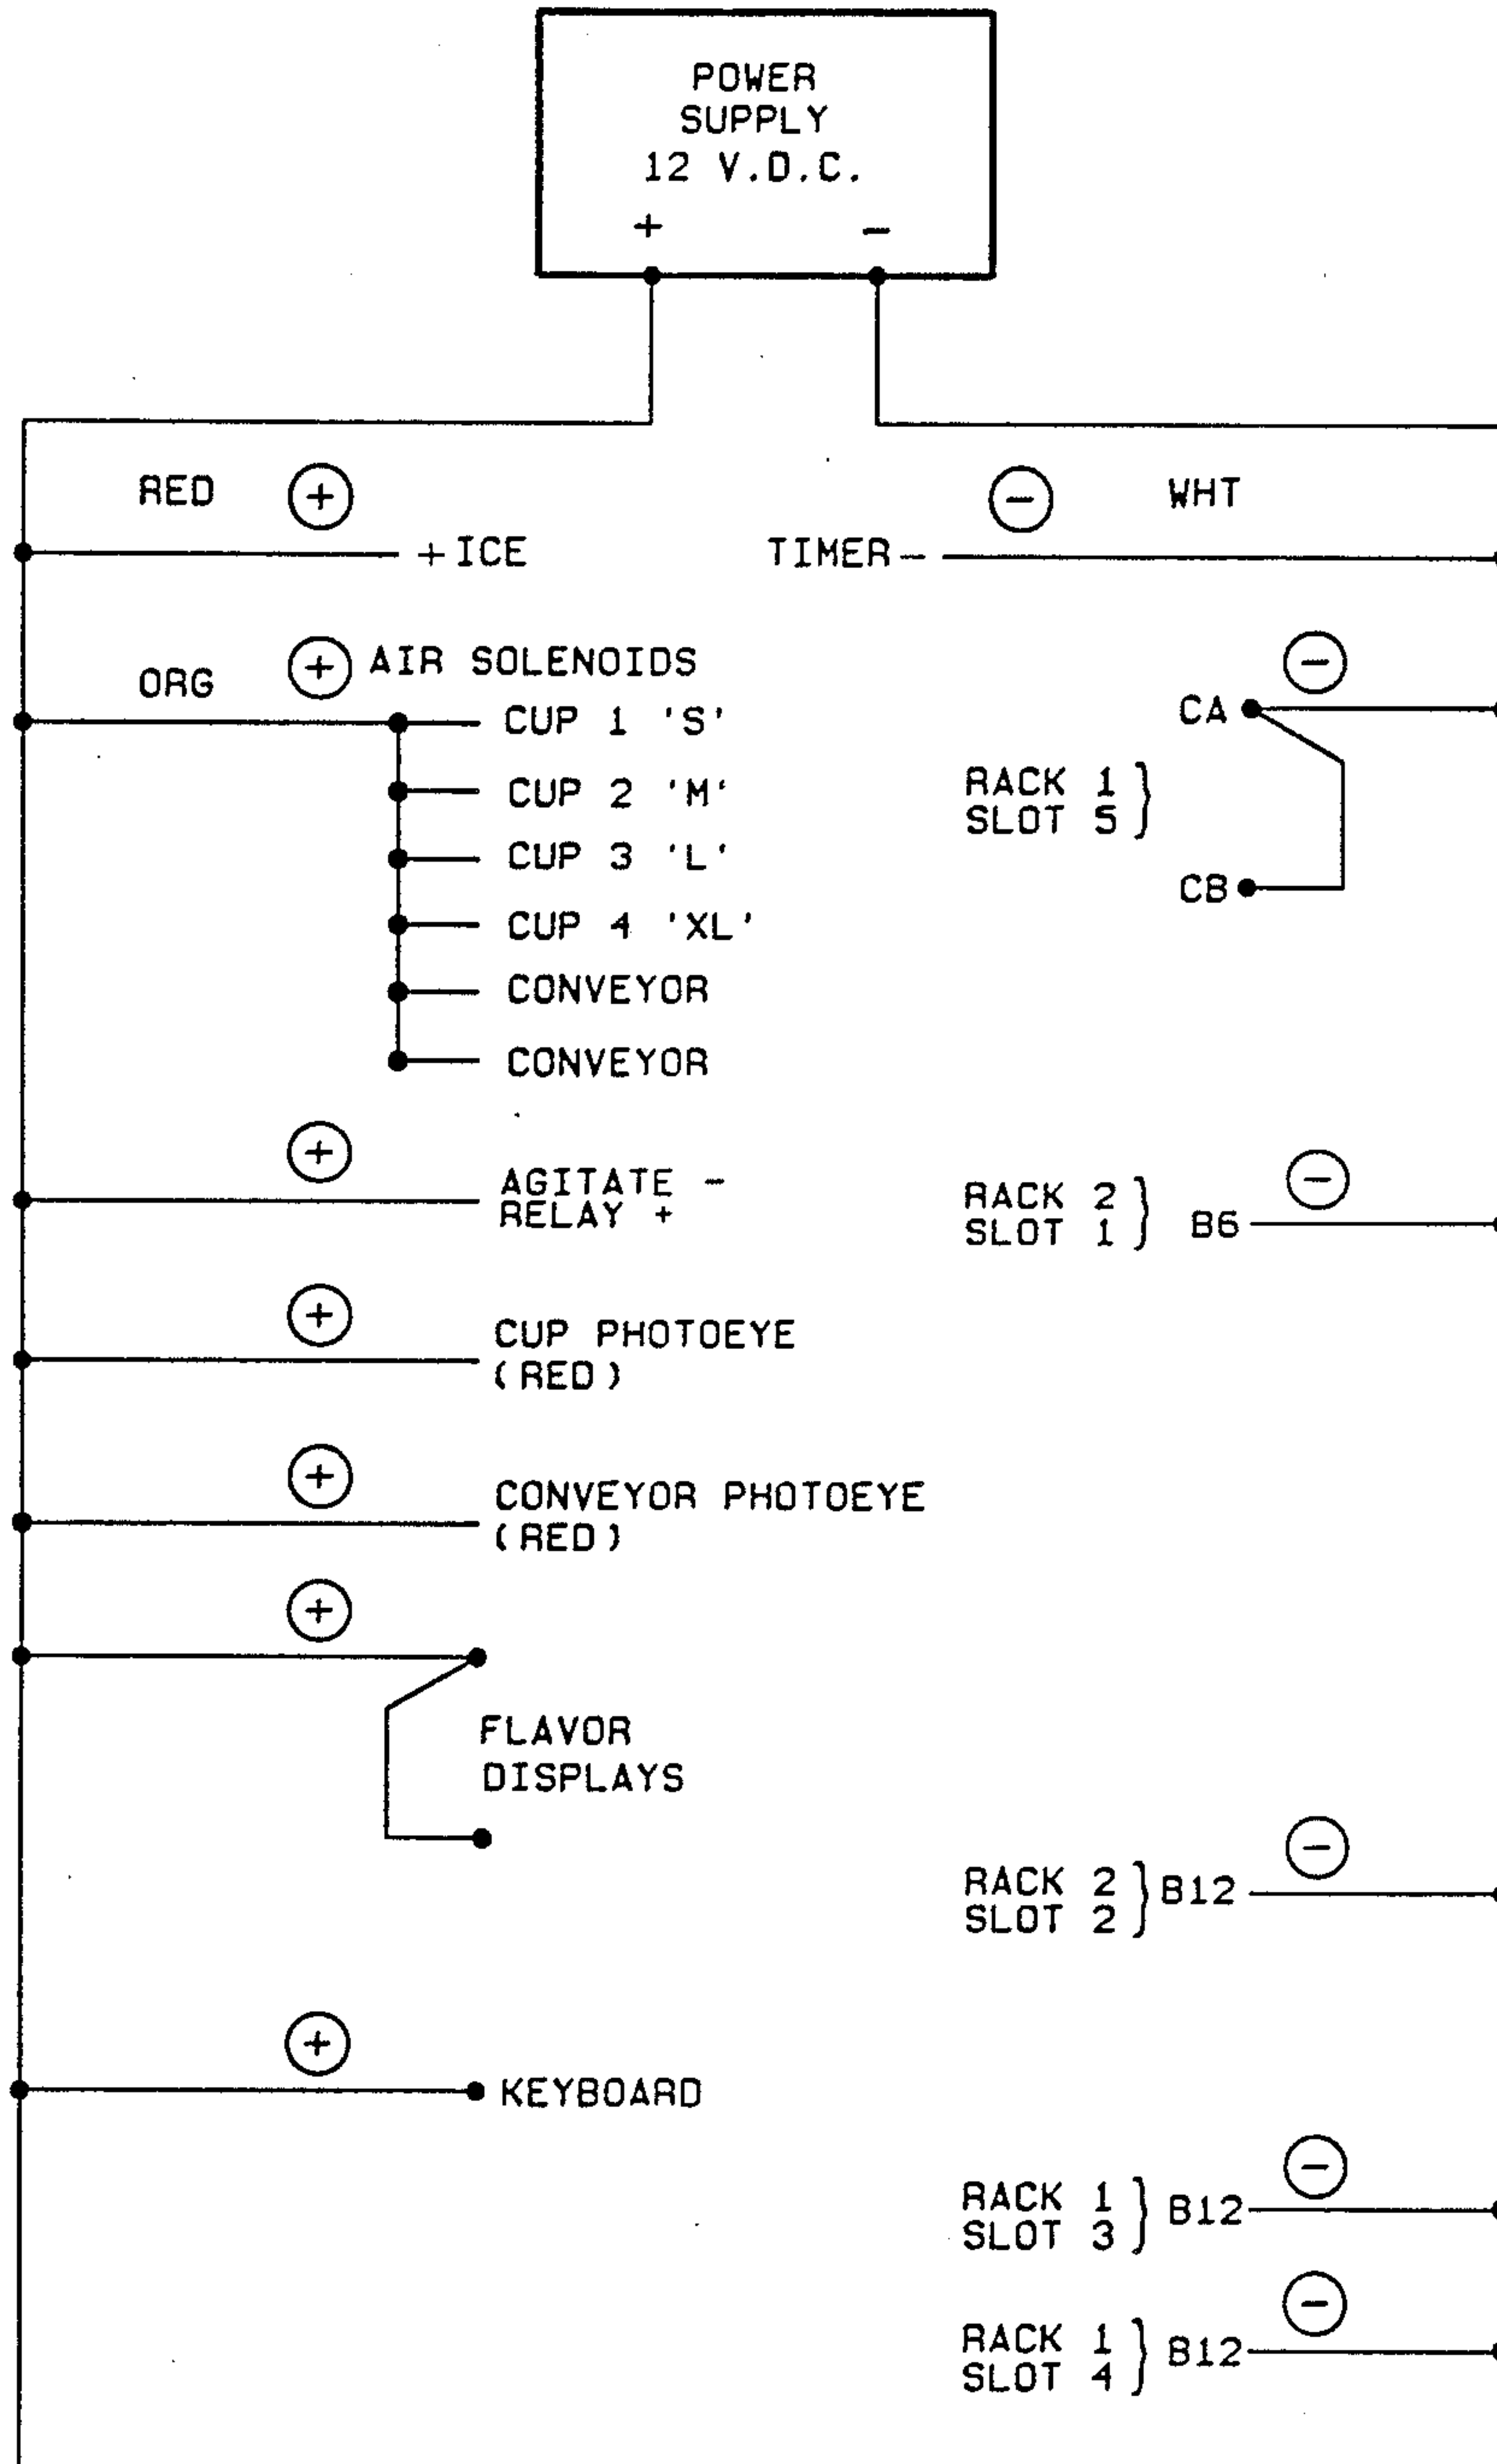 POWER
SUPPLY
12 V.D.C.
+ -
RED + - WHT
+ ICE TIMER -
ORG + AIR SOLENOIDS -
CUP 1 'S' CA
CUP 2 'M' RACK 1
SLOT 5
CUP 3 'L'
CB
CUP 4 'XL'
CONVEYOR
CONVEYOR
+ -
AGITATE - RACK 2
RELAY + SLOT 1 B6
+
CUP PHOTOEYE
(RED)
+
CONVEYOR PHOTOEYE
(RED)
+
FLAVOR
DISPLAYS
-
RACK 2
SLOT 2 B12
+
KEYBOARD
-
RACK 1
SLOT 3 B12
-
RACK 1
SLOT 4 B12